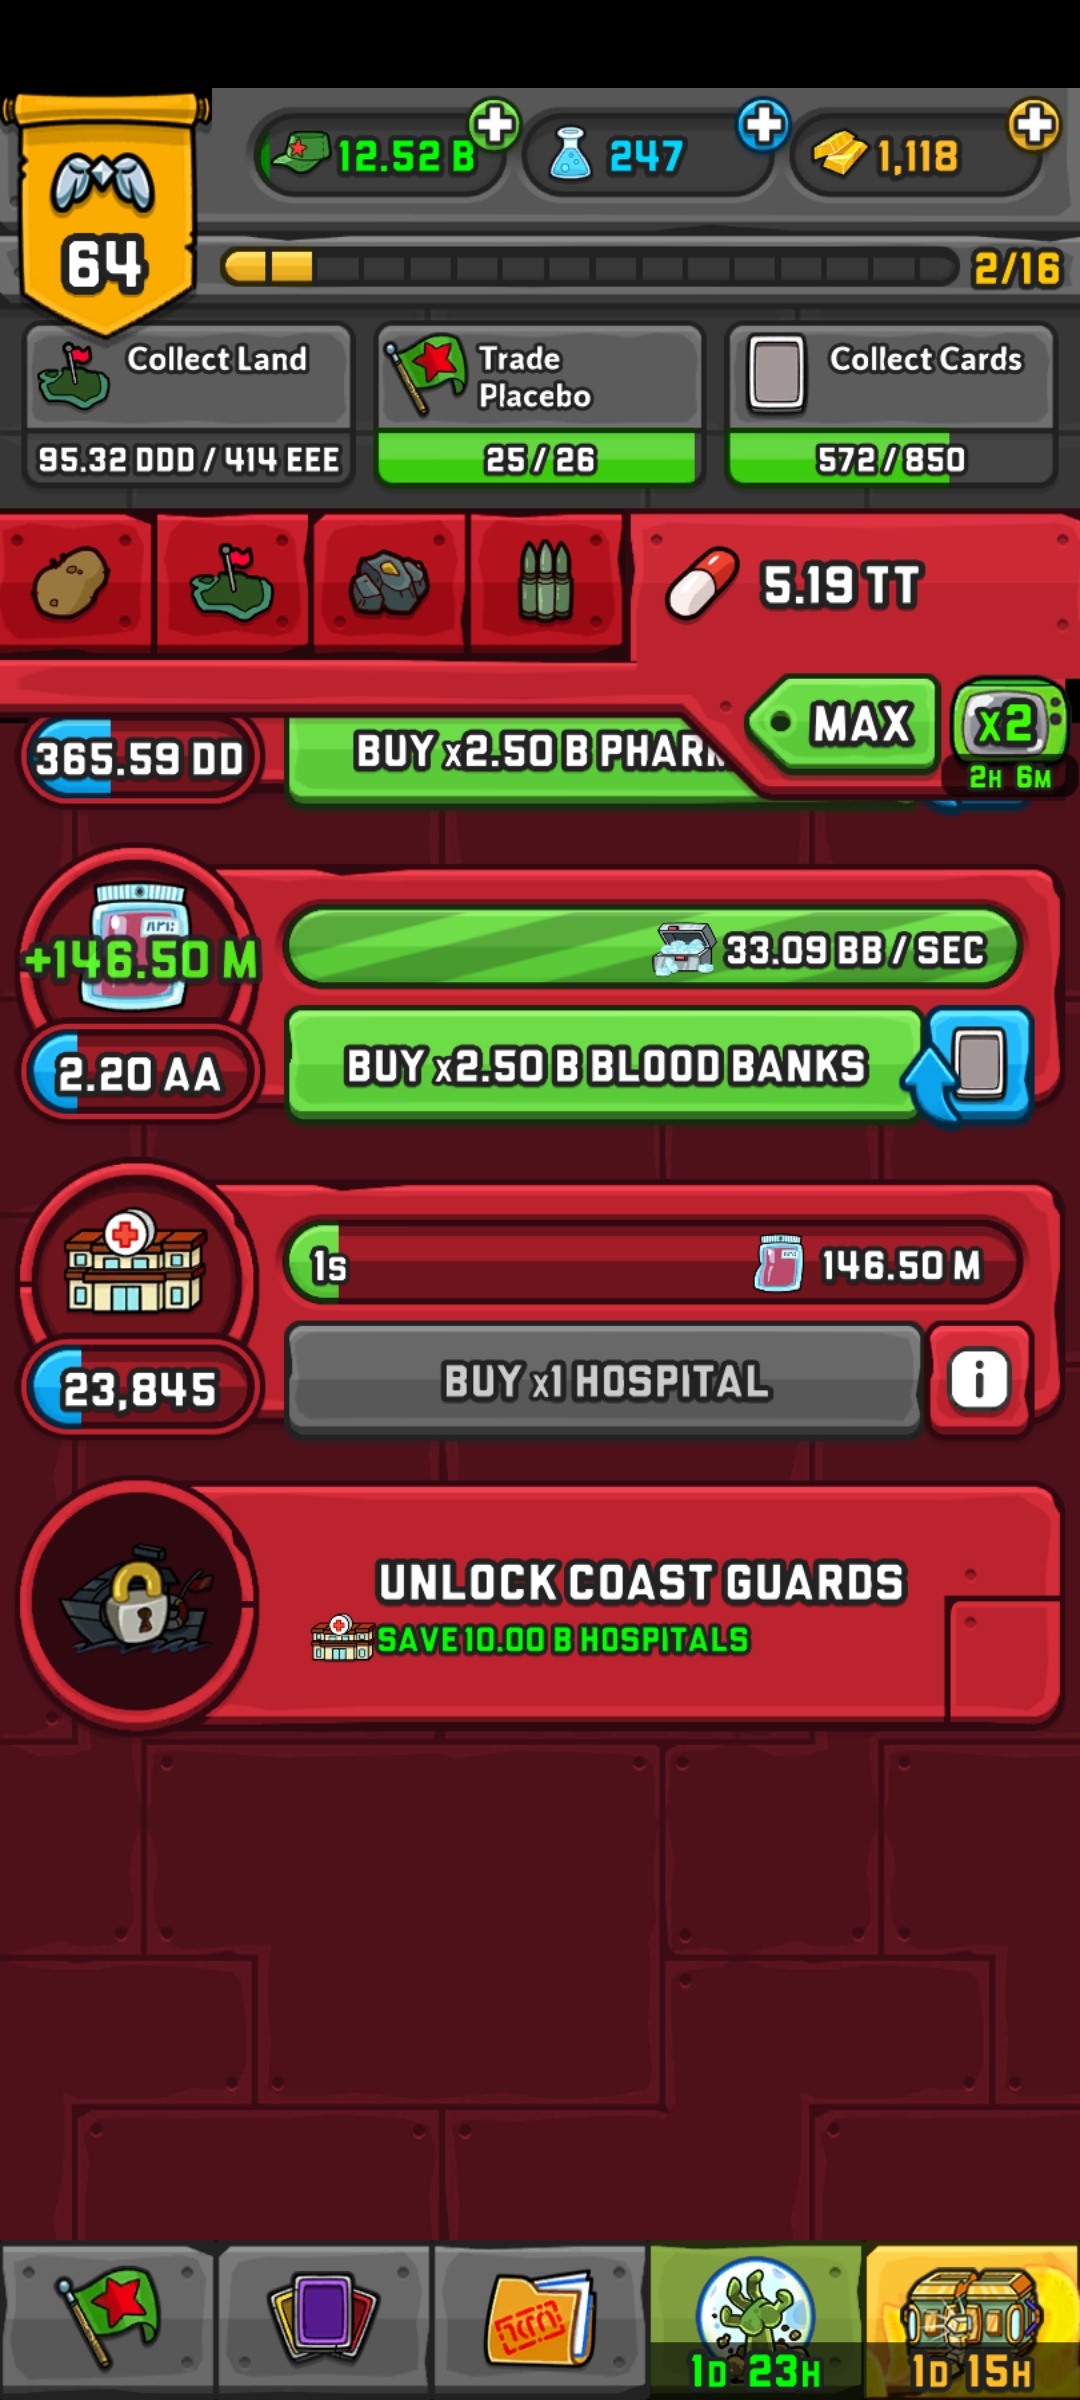 12.52 B
247
1,118
64
2/16
Collect Land
95.32 DDD / 414 EEE
Trade
Placebo
25 / 26
Collect Cards
572 / 850
5.19 TT
MAX
x2
2H 6M
365.59 DD
BUY x2.50 B PHARM
+146.50 M
33.09 BB / SEC
2.20 AA
BUY x2.50 B BLOOD BANKS
1s
146.50 M
23,845
BUY x1 HOSPITAL
i
UNLOCK COAST GUARDS
SAVE 10.00 B HOSPITALS
1D 23H
1D 15H